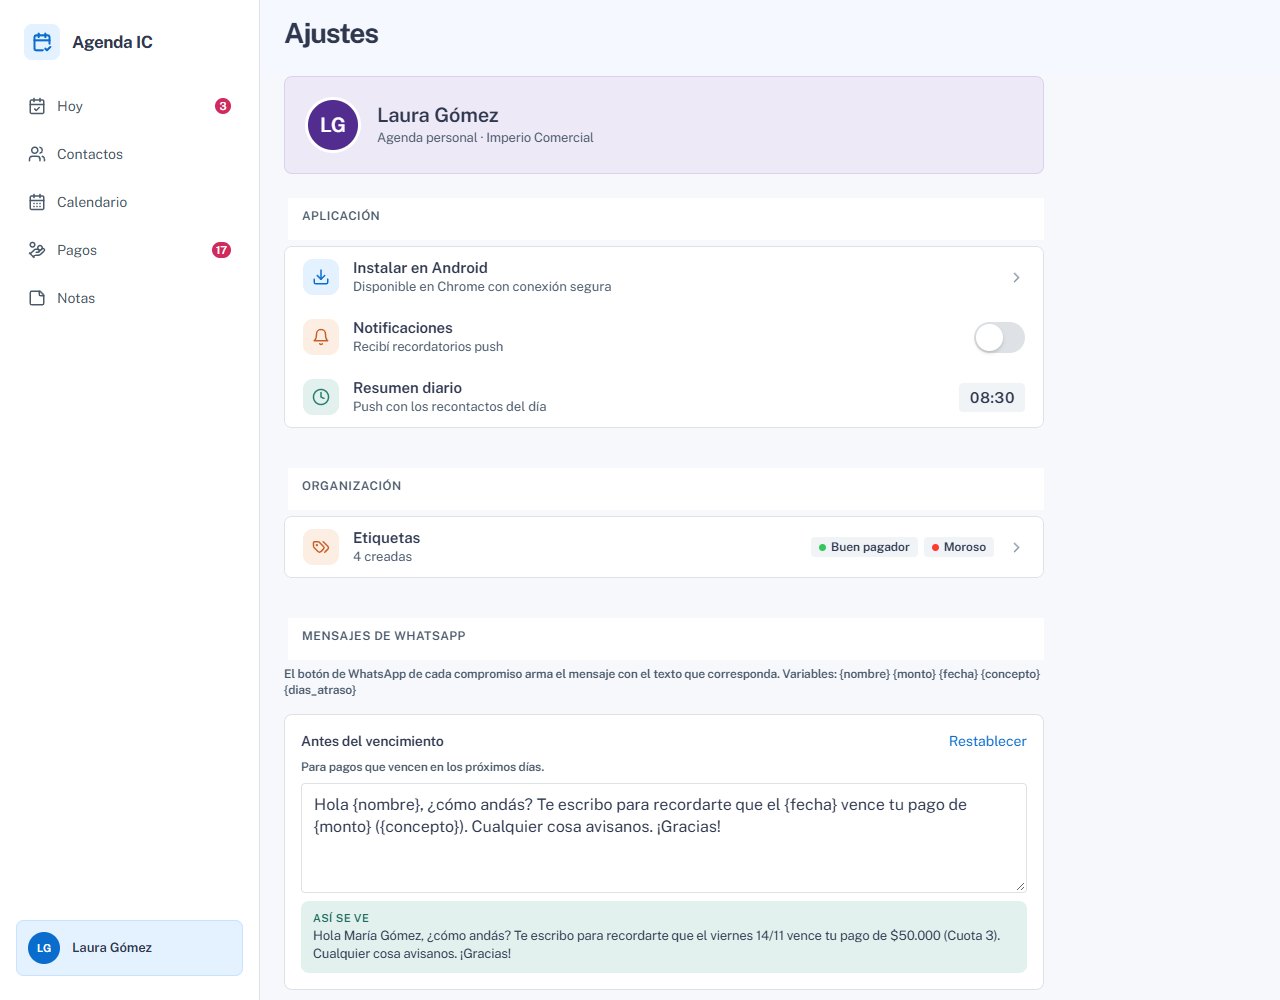 Agenda IC
Hoy
3
Contactos
Calendario
Pagos
17
Notas
LG
Laura Gómez
Ajustes
LG
Laura Gómez
Agenda personal · Imperio Comercial
APLICACIÓN
Instalar en Android
Disponible en Chrome con conexión segura
Notificaciones
Recibí recordatorios push
Resumen diario
Push con los recontactos del día
08:30
ORGANIZACIÓN
Etiquetas
4 creadas
Buen pagador
Moroso
MENSAJES DE WHATSAPP
El botón de WhatsApp de cada compromiso arma el mensaje con el texto que corresponda. Variables: {nombre} {monto} {fecha} {concepto}
{dias_atraso}
Antes del vencimiento
Restablecer
Para pagos que vencen en los próximos días.
Hola {nombre}, ¿cómo andás? Te escribo para recordarte que el {fecha} vence tu pago de
{monto} ({concepto}). Cualquier cosa avisanos. ¡Gracias!
ASÍ SE VE
Hola María Gómez, ¿cómo andás? Te escribo para recordarte que el viernes 14/11 vence tu pago de $50.000 (Cuota 3).
Cualquier cosa avisanos. ¡Gracias!